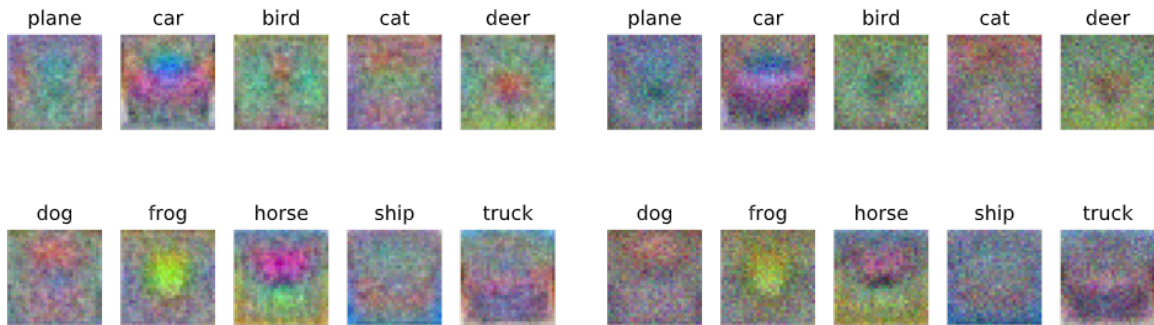 plane car bird cat deer plane car bird cat deer
dog frog horse ship truck dog frog horse ship truck